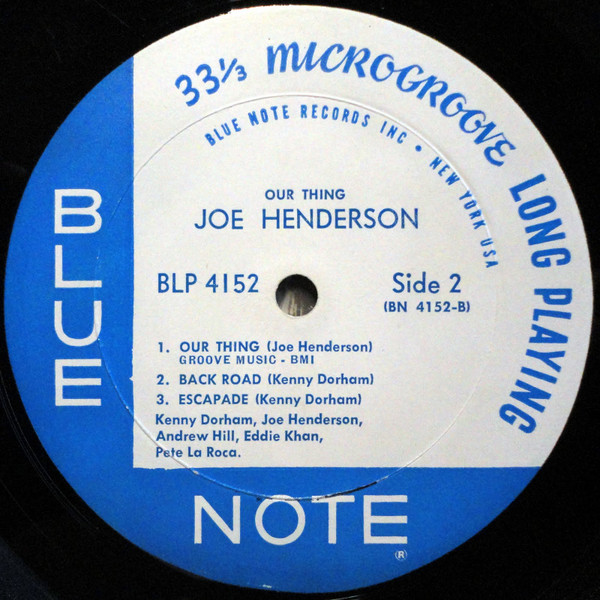 33⅓ MICROGROOVE LONG PLAYING
BLUE NOTE RECORDS INC • NEW YORK USA
OUR THING
JOE HENDERSON
BLP 4152
Side 2
(BN 4152-B)
1. OUR THING (Joe Henderson)
GROOVE MUSIC - BMI
2. BACK ROAD (Kenny Dorham)
3. ESCAPADE (Kenny Dorham)
Kenny Dorham, Joe Henderson,
Andrew Hill, Eddie Khan,
Pete La Roca.
BLUE
NOTE
®